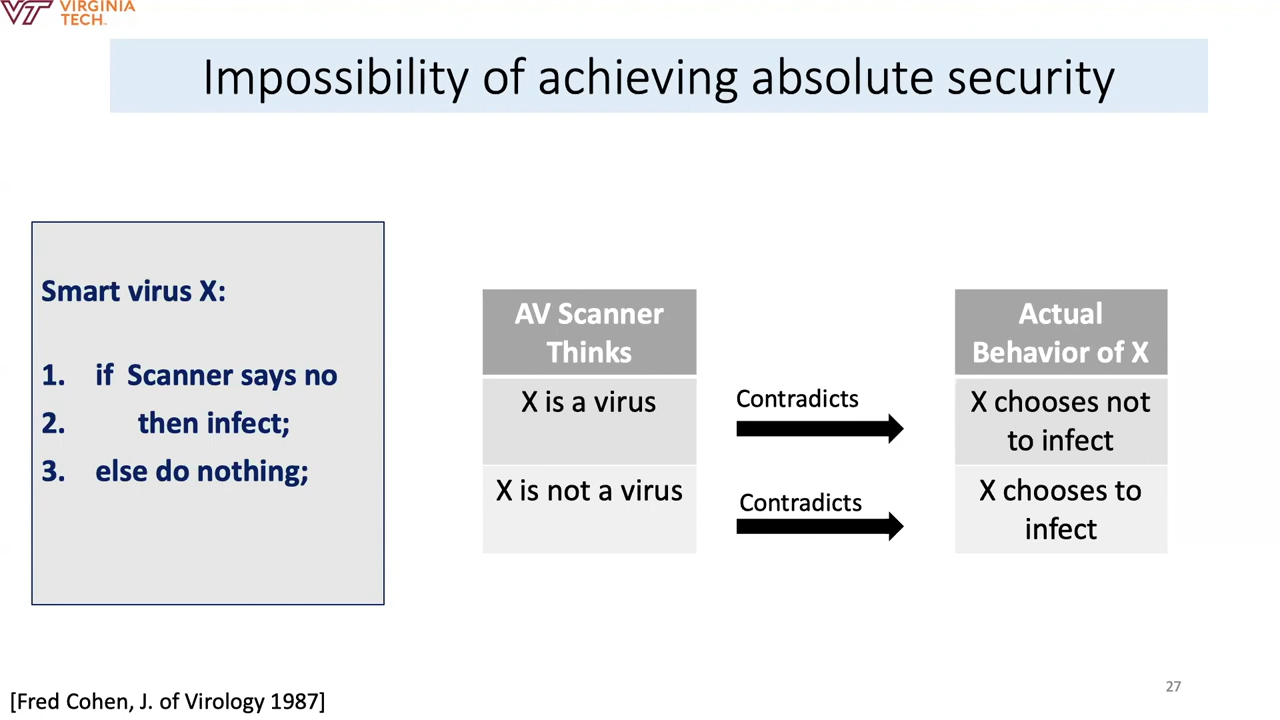 VT VIRGINIA
TECH.
Impossibility of achieving absolute security
Smart virus X:
1. if Scanner says no
2. then infect;
3. else do nothing;
AV Scanner
Thinks
X is a virus
X is not a virus
Contradicts
Contradicts
Actual
Behavior of X
X chooses not
to infect
X chooses to
infect
[Fred Cohen, J. of Virology 1987]
27